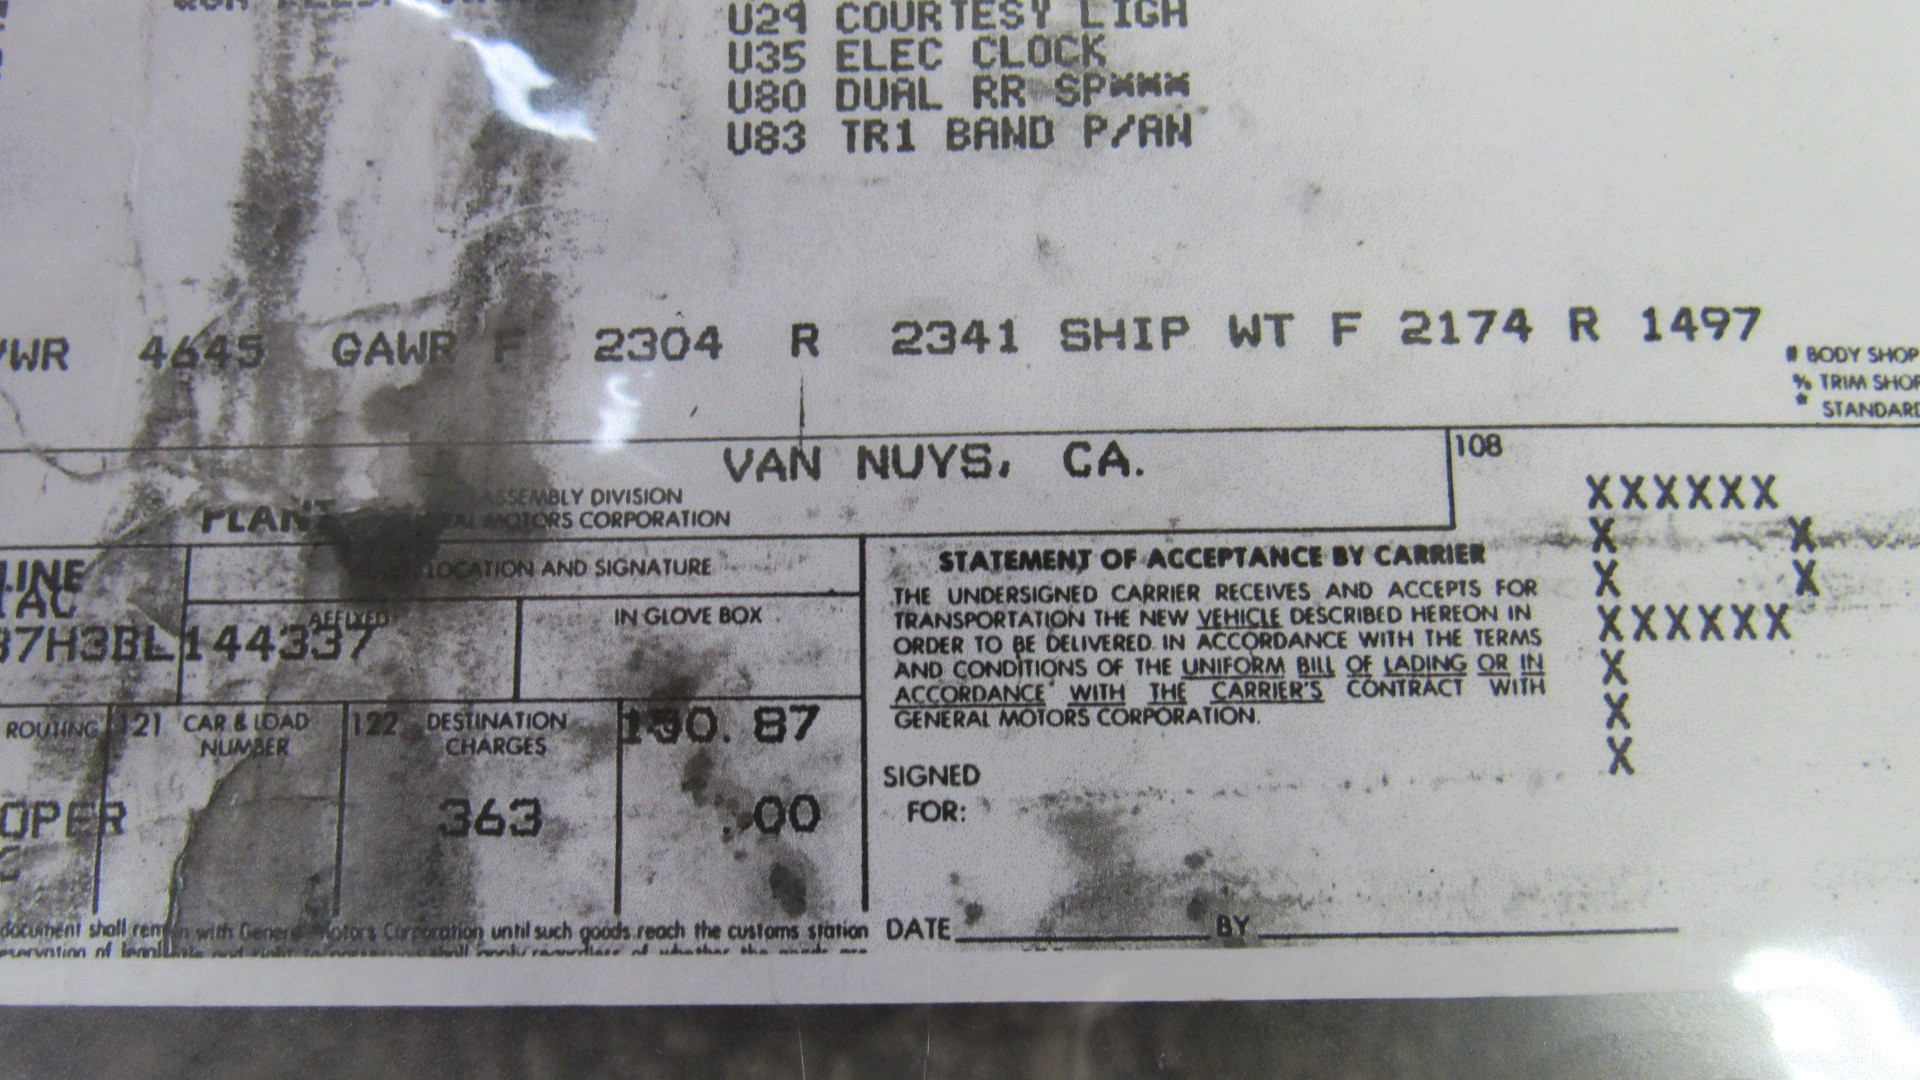 U29 COURTESY LIGH
U35 ELEC CLOCK
U80 DUAL RR SP***
U83 TR1 BAND P/AN
VWR 4645 GAWR F 2304 R 2341 SHIP WT F 2174 R 1497
# BODY SHOP
% TRIM SHOP
* STANDARD
VAN NUYS, CA.
108
PLANT
ASSEMBLY DIVISION
AL MOTORS CORPORATION
LINE
IAC
LOCATION AND SIGNATURE
AFFIXED
IN GLOVE BOX
87H3BL144337
ROUTING
121 CAR & LOAD NUMBER
122 DESTINATION CHARGES
87
OPER
363
.00
STATEMENT OF ACCEPTANCE BY CARRIER
THE UNDERSIGNED CARRIER RECEIVES AND ACCEPTS FOR
TRANSPORTATION THE NEW VEHICLE DESCRIBED HEREON IN
ORDER TO BE DELIVERED IN ACCORDANCE WITH THE TERMS
AND CONDITIONS OF THE UNIFORM BILL OF LADING OR IN
ACCORDANCE WITH THE CARRIER'S CONTRACT WITH
GENERAL MOTORS CORPORATION.
SIGNED
FOR:
DATE BY
XXXXXX
X X
X X
XXXXXX
X
X
X
document shall remain with General Motors Corporation until such goods reach the customs station